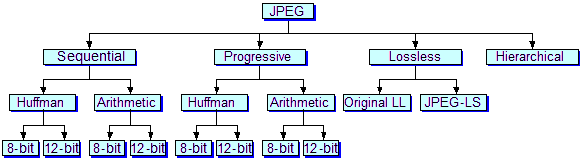 JPEG
Sequential Progressive Lossless Hierarchical
Huffman Arithmetic Huffman Arithmetic Original LL JPEG-LS
8-bit 12-bit 8-bit 12-bit 8-bit 12-bit 8-bit 12-bit